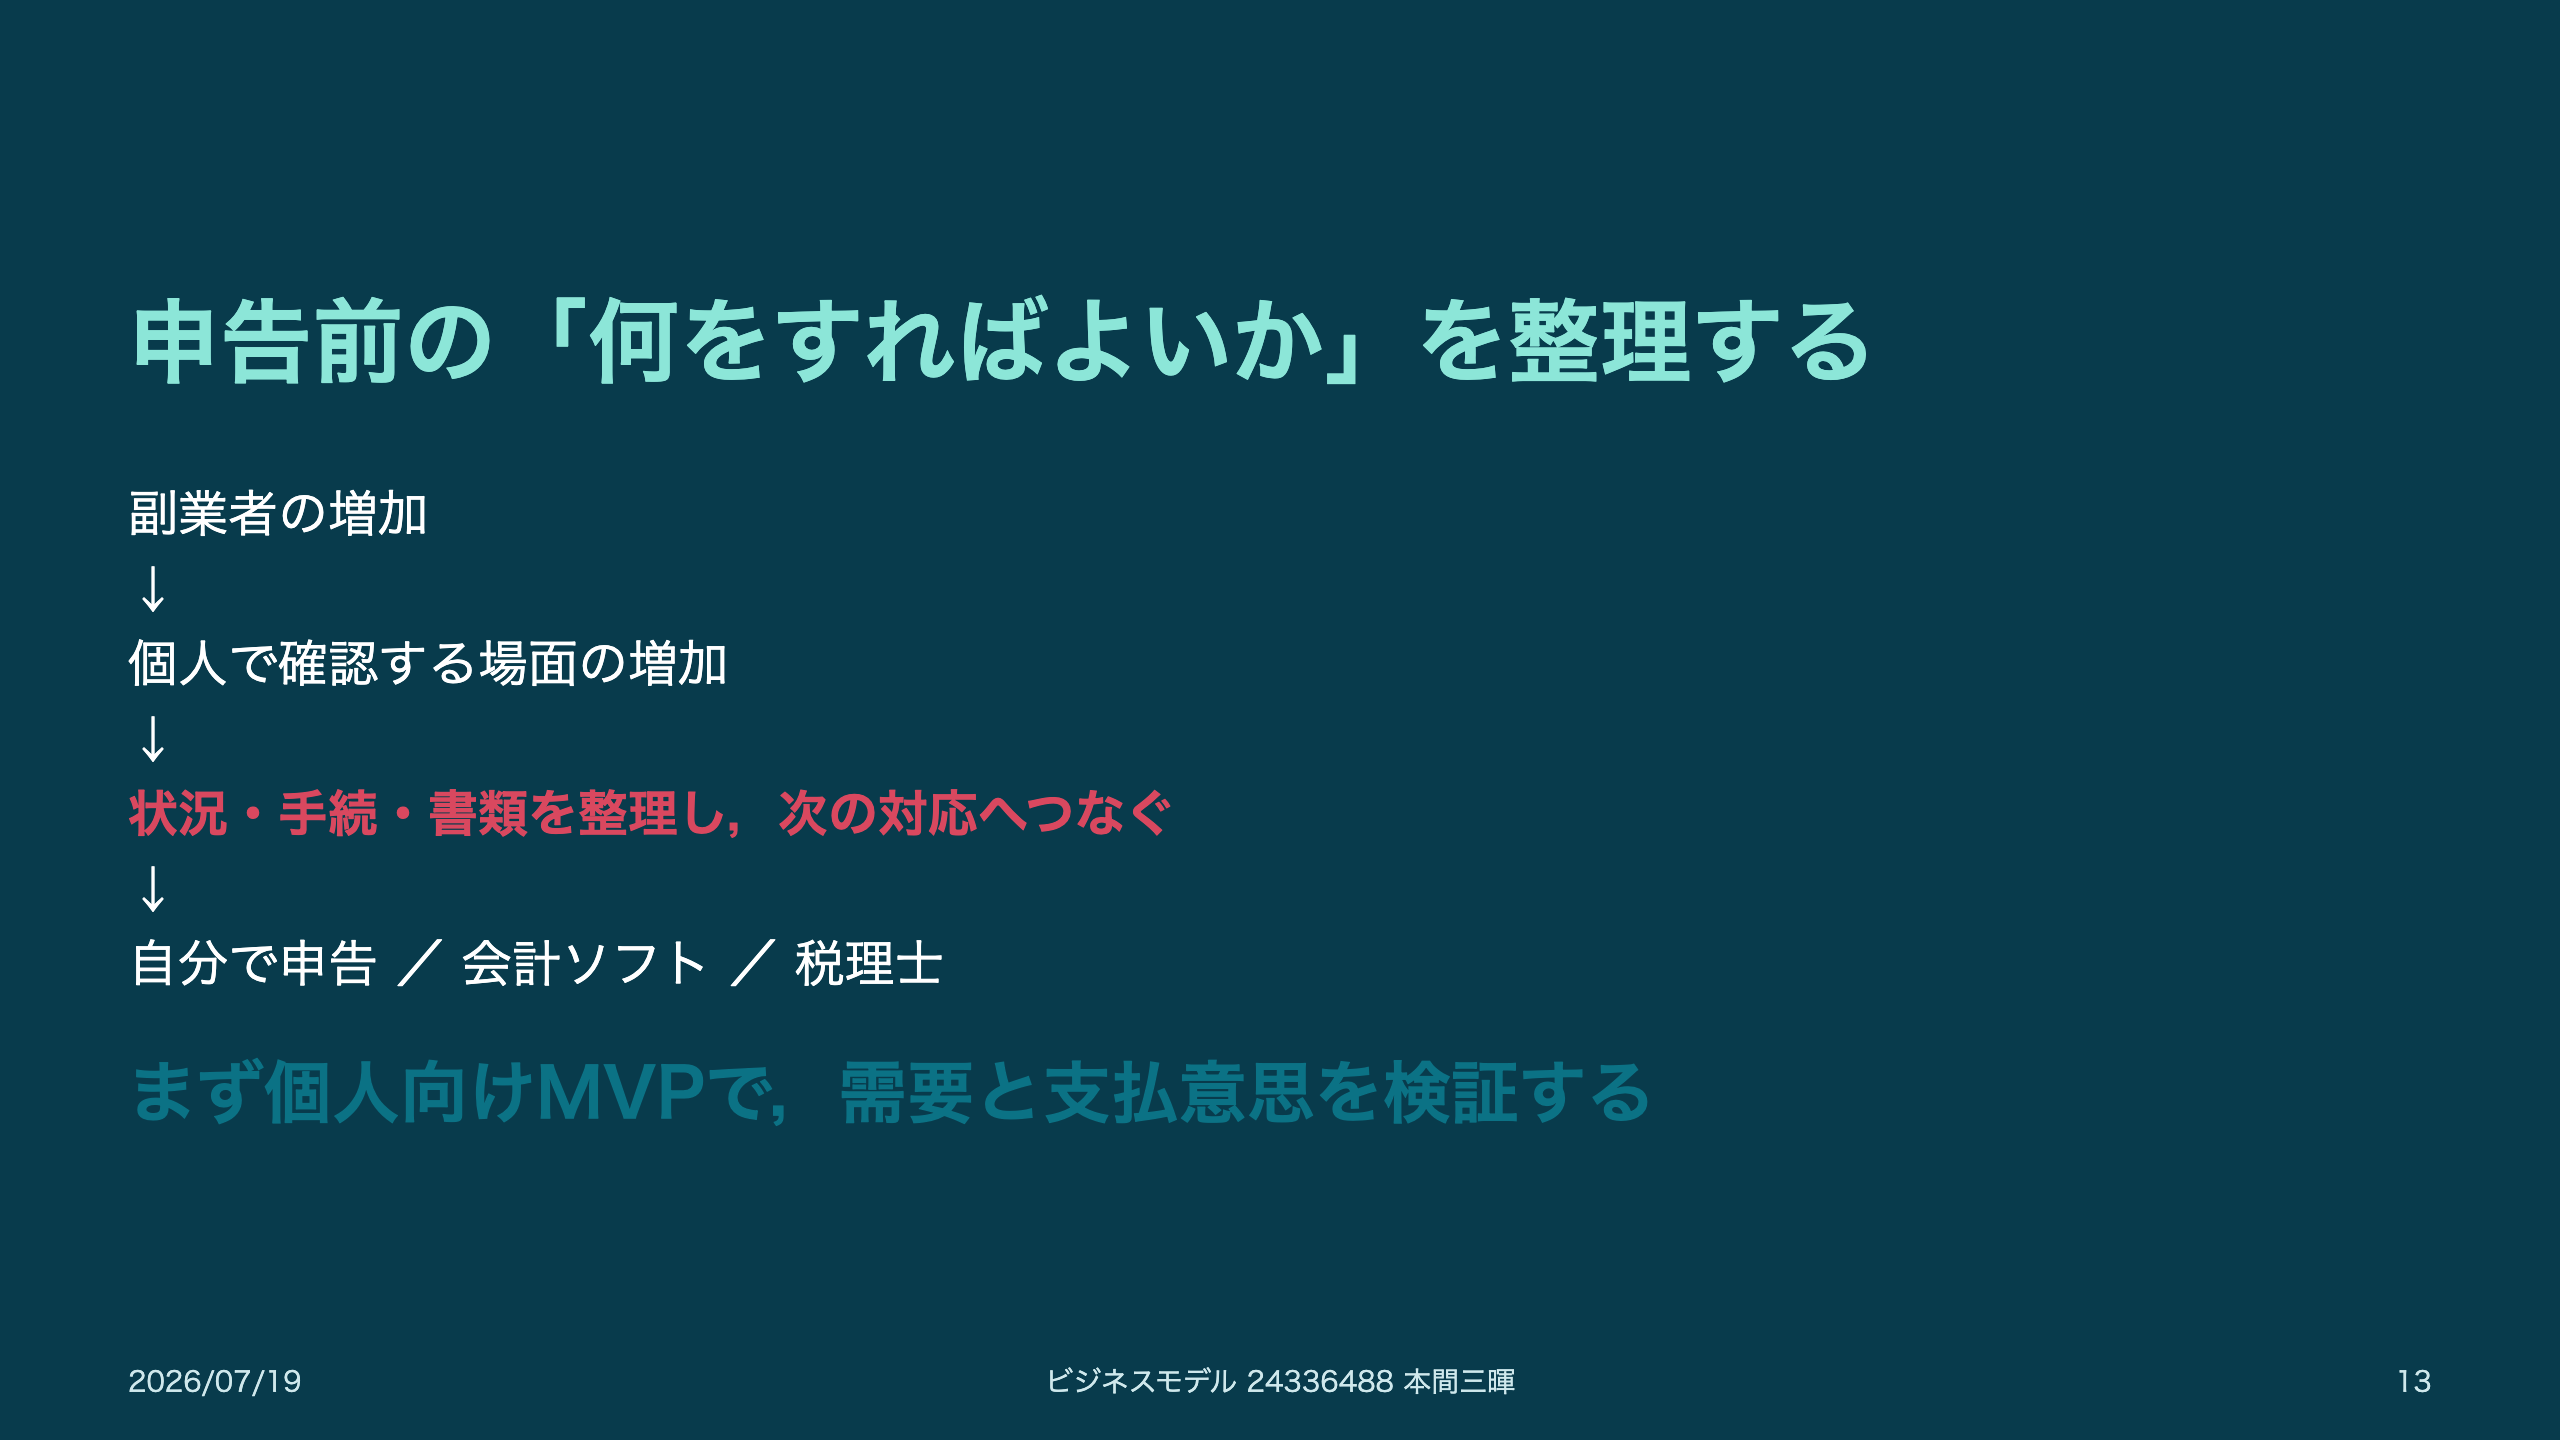 申告前の「何をすればよいか」を整理する
副業者の増加
↓
個人で確認する場面の増加
↓
状況・手続・書類を整理し，次の対応へつなぐ
↓
自分で申告 ／ 会計ソフト ／ 税理士
まず個人向けMVPで，需要と支払意思を検証する
2026/07/19
ビジネスモデル 24336488 本間三暉
13